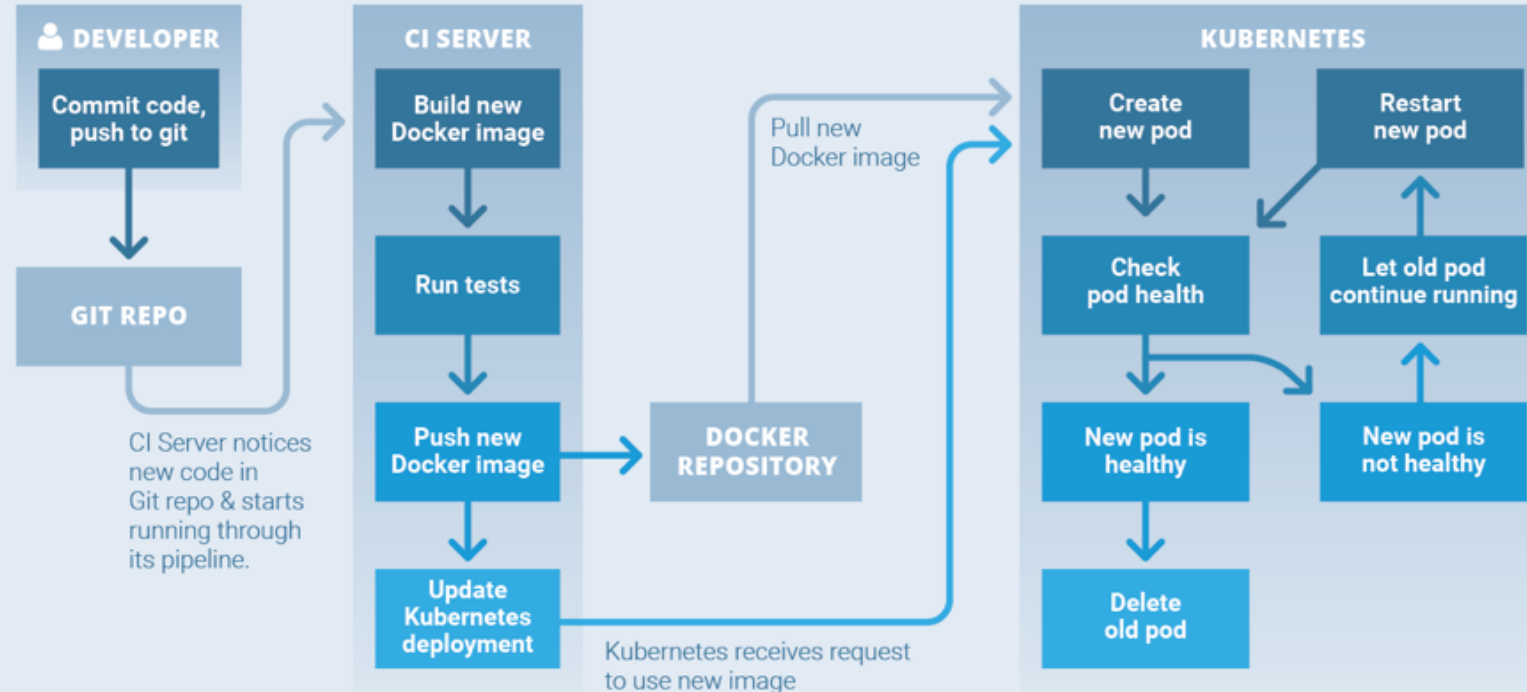 DEVELOPER
Commit code,
push to git
GIT REPO
CI Server notices
new code in
Git repo & starts
running through
its pipeline.
CI SERVER
Build new
Docker image
Run tests
Push new
Docker image
Update
Kubernetes
deployment
DOCKER
REPOSITORY
Pull new
Docker image
Kubernetes receives request
to use new image
KUBERNETES
Create
new pod
Restart
new pod
Check
pod health
Let old pod
continue running
New pod is
healthy
New pod is
not healthy
Delete
old pod